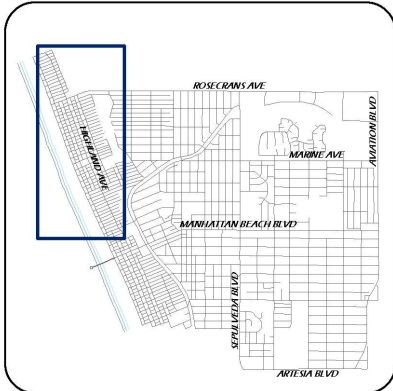 ROSECRANS AVE
AVIATION BLVD
HIGHLAND AVE
MARINE AVE
MANHATTAN BEACH BLVD
SEPULVEDA BLVD
ARTESIA BLVD